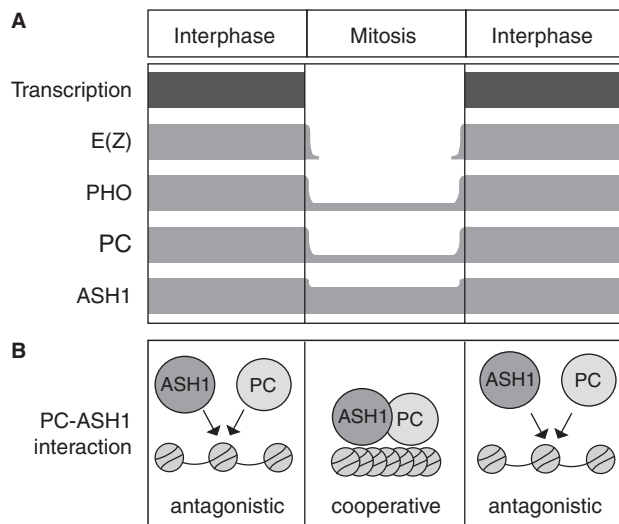 A
Interphase Mitosis Interphase
Transcription
E(Z)
PHO
PC
ASH1
B
ASH1 PC ASH1 PC ASH1 PC
PC-ASH1
interaction
antagonistic cooperative antagonistic